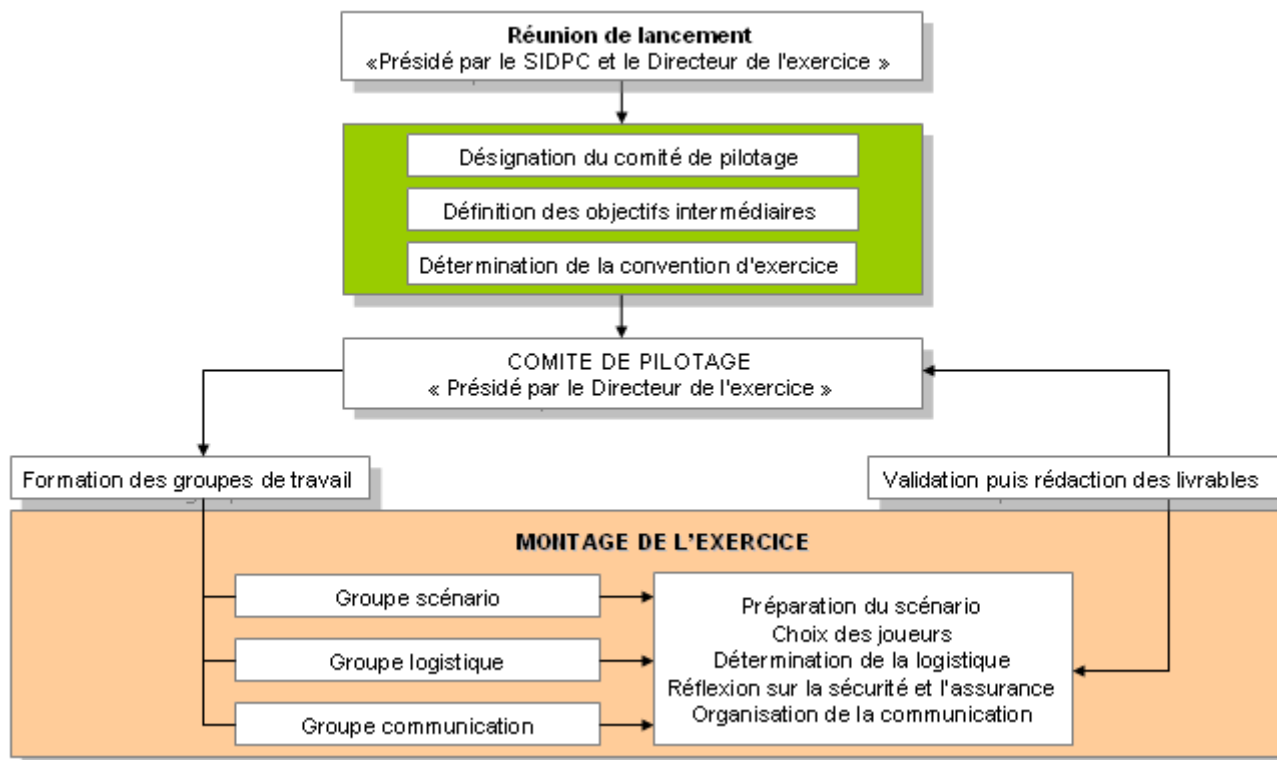 Réunion de lancement
«Présidé par le SIDPC et le Directeur de l'exercice »
Désignation du comité de pilotage
Définition des objectifs intermédiaires
Détermination de la convention d'exercice
COMITE DE PILOTAGE
« Présidé par le Directeur de l'exercice »
Formation des groupes de travail
Validation puis rédaction des livrables
MONTAGE DE L'EXERCICE
Groupe scénario
Groupe logistique
Groupe communication
Préparation du scénario
Choix des joueurs
Détermination de la logistique
Réflexion sur la sécurité et l'assurance
Organisation de la communication